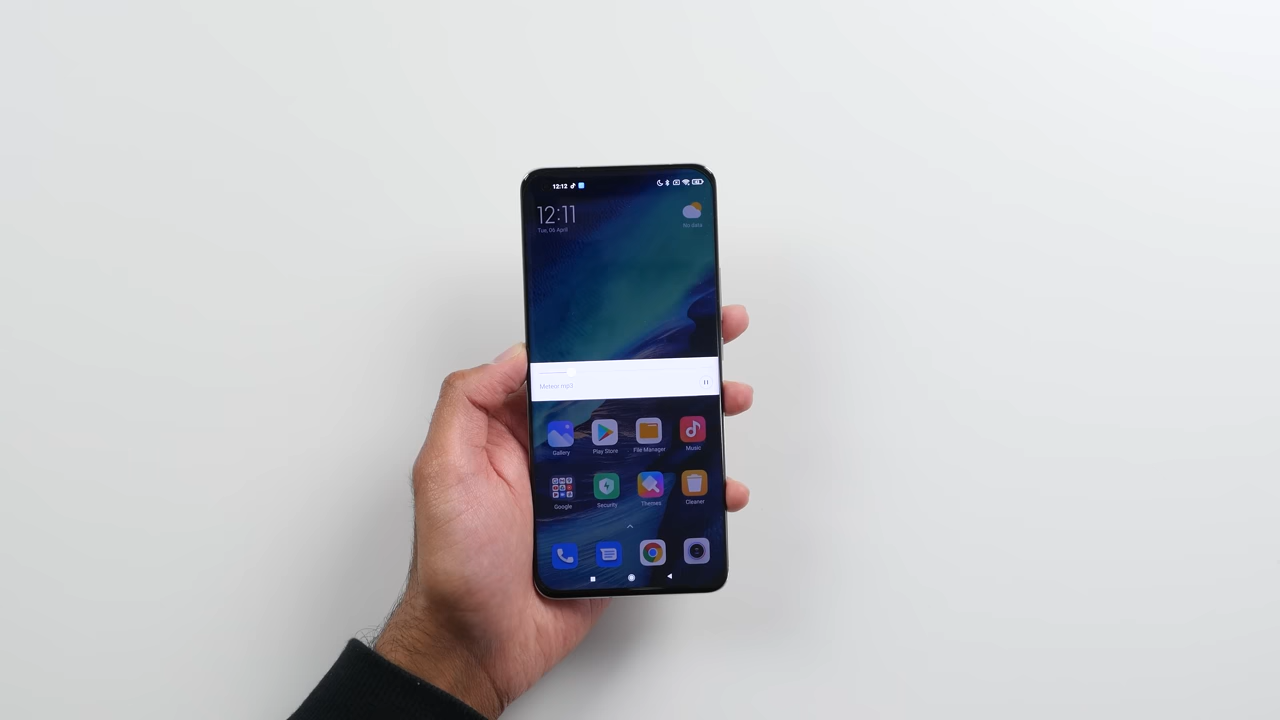 12:12
12:11
Tue, 06 April
No data
Meteor.mp3
Gallery Play Store File Manager Music
Google Security Themes Cleaner